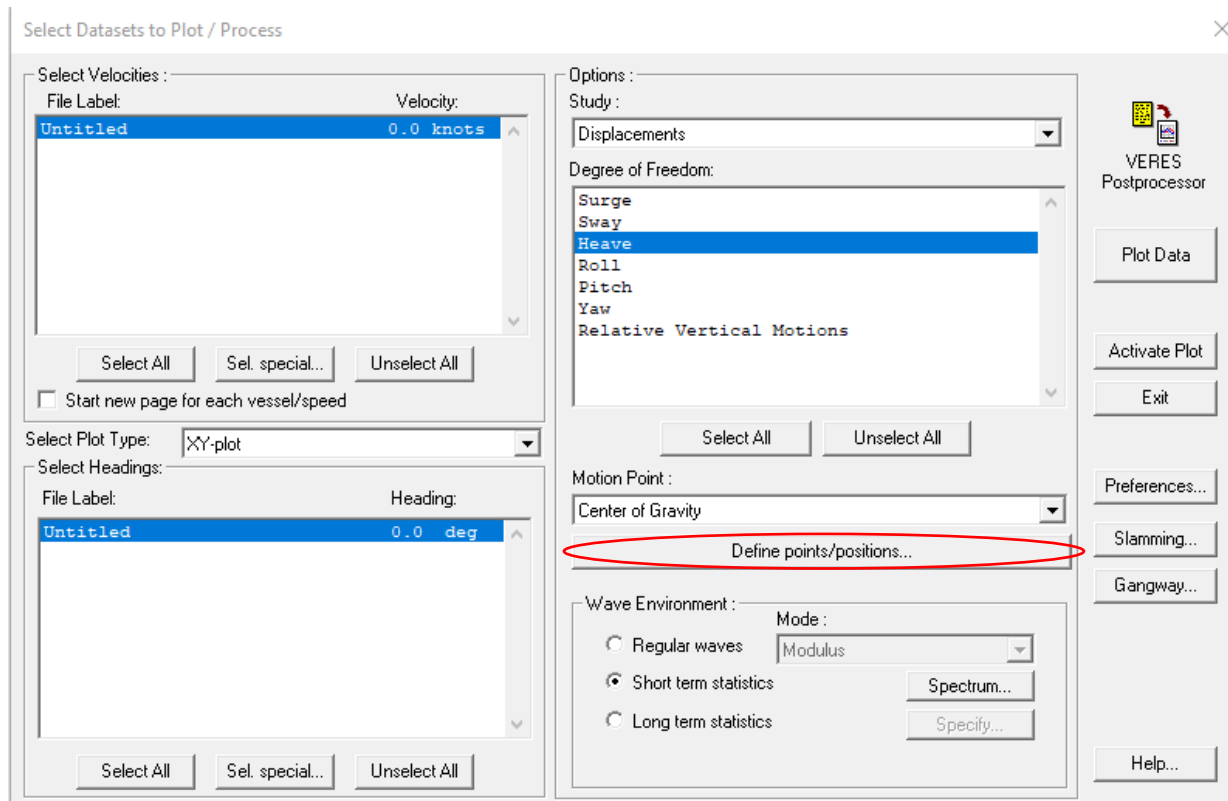 Select Datasets to Plot / Process
Select Velocities :
File Label: Velocity:
Untitled 0.0 knots
Select All Sel. special... Unselect All
Start new page for each vessel/speed
Select Plot Type: XY-plot
Select Headings:
File Label: Heading:
Untitled 0.0 deg
Select All Sel. special... Unselect All
Options :
Study :
Displacements
Degree of Freedom:
Surge
Sway
Heave
Roll
Pitch
Yaw
Relative Vertical Motions
Select All Unselect All
Motion Point :
Center of Gravity
Define points/positions...
Wave Environment :
Mode :
Regular waves Modulus
Short term statistics Spectrum...
Long term statistics Specify...
VERES
Postprocessor
Plot Data
Activate Plot
Exit
Preferences...
Slamming...
Gangway...
Help...